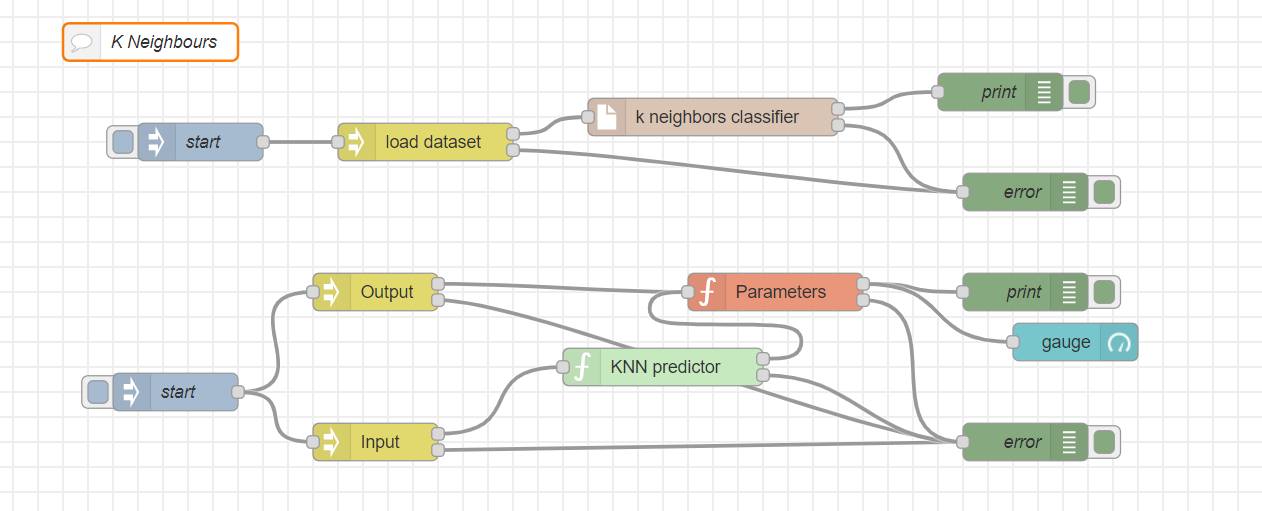 K Neighbours
print
k neighbors classifier
start
load dataset
error
Output
Parameters
print
gauge
KNN predictor
start
Input
error